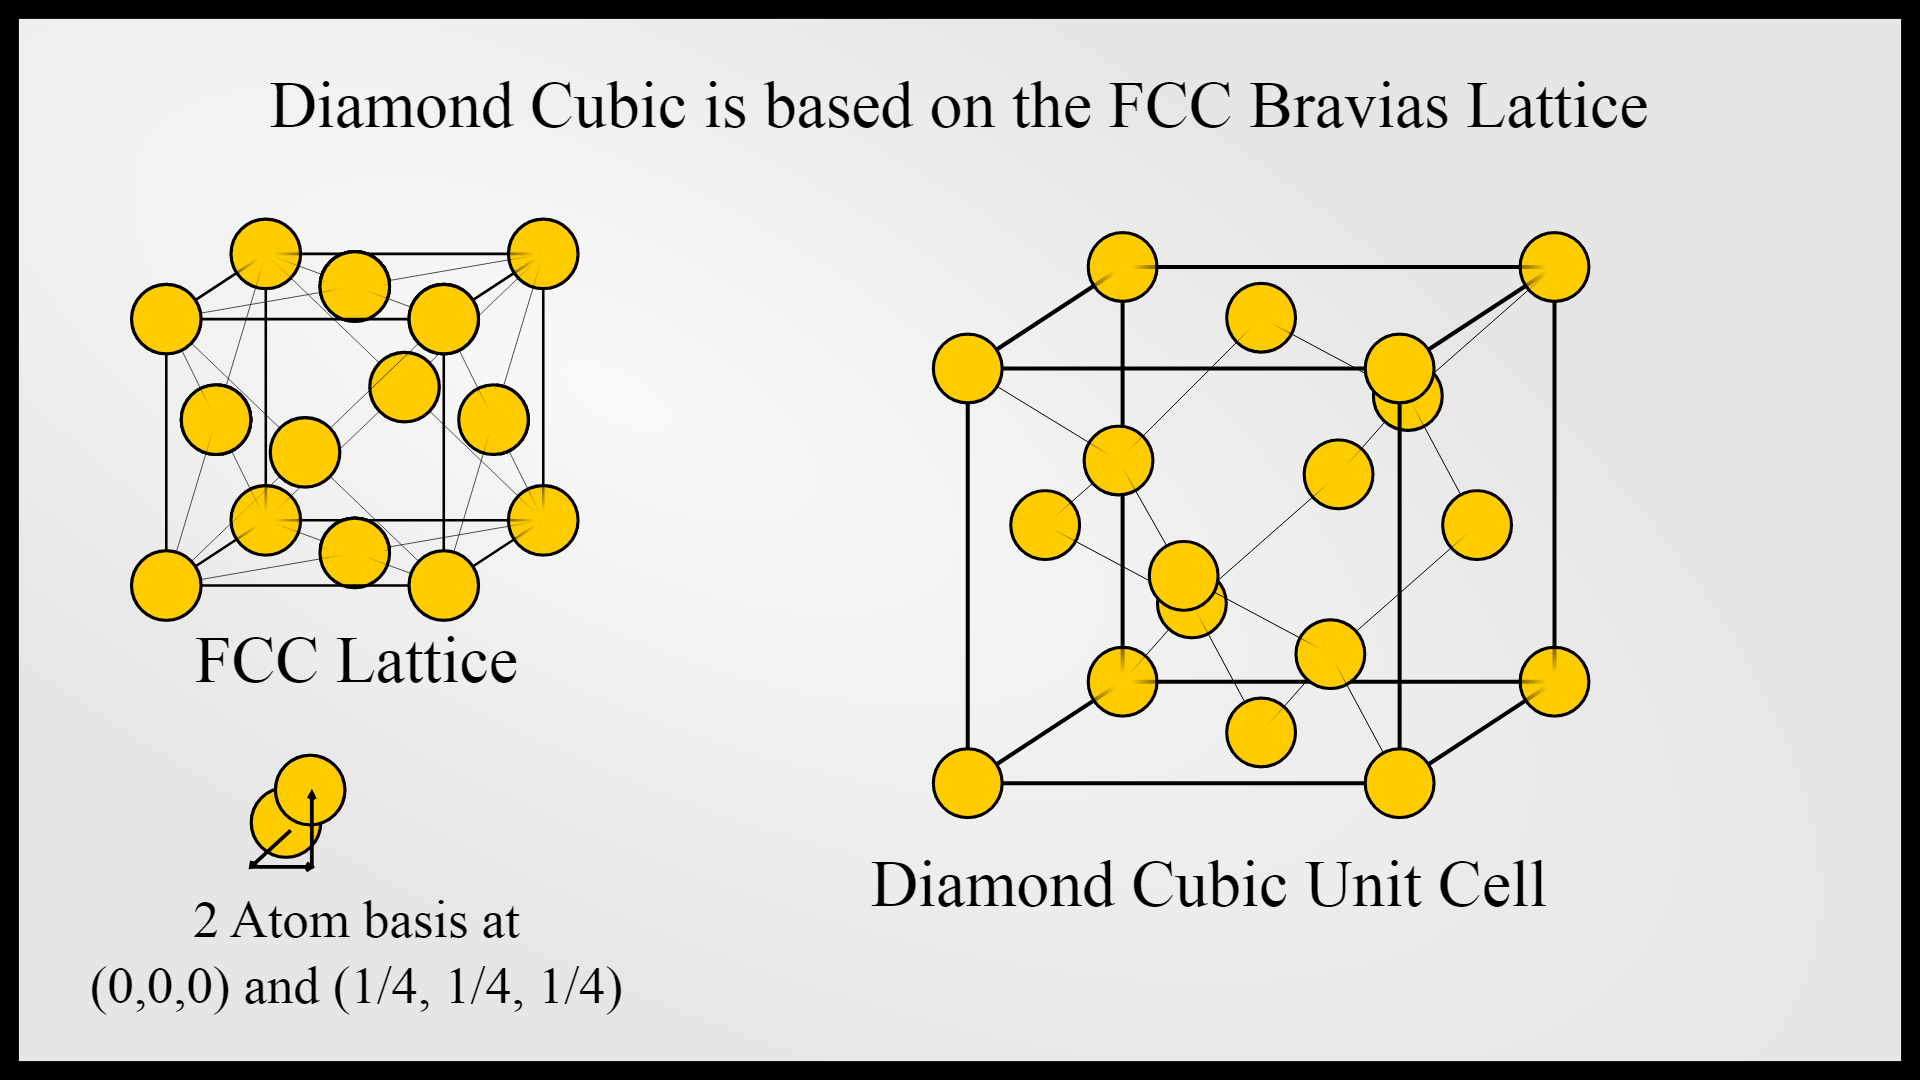 Diamond Cubic is based on the FCC Bravias Lattice
FCC Lattice
2 Atom basis at
(0,0,0) and (1/4, 1/4, 1/4)
Diamond Cubic Unit Cell